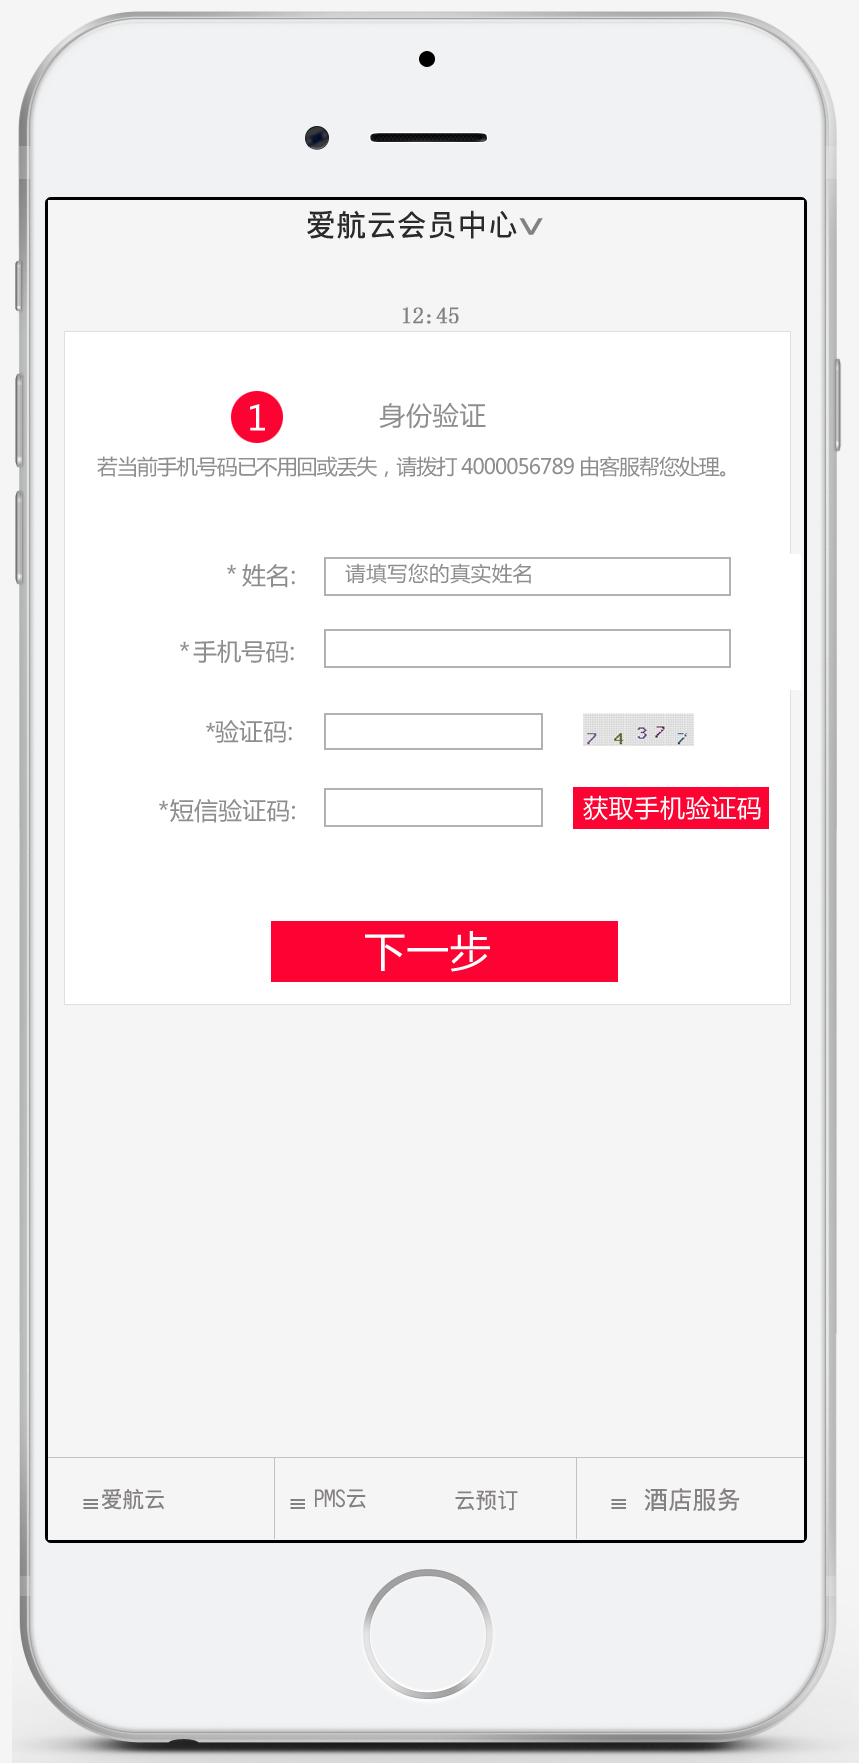 爱航云会员中心
12:45
1 身份验证
若当前手机号码已不用回或丢失，请拨打 4000056789 由客服帮您处理。
* 姓名: 请填写您的真实姓名
*手机号码:
*验证码: 7 4 3 7 7
*短信验证码: 获取手机验证码
下一步
≡爱航云 ≡ PMS云 云预订 ≡ 酒店服务